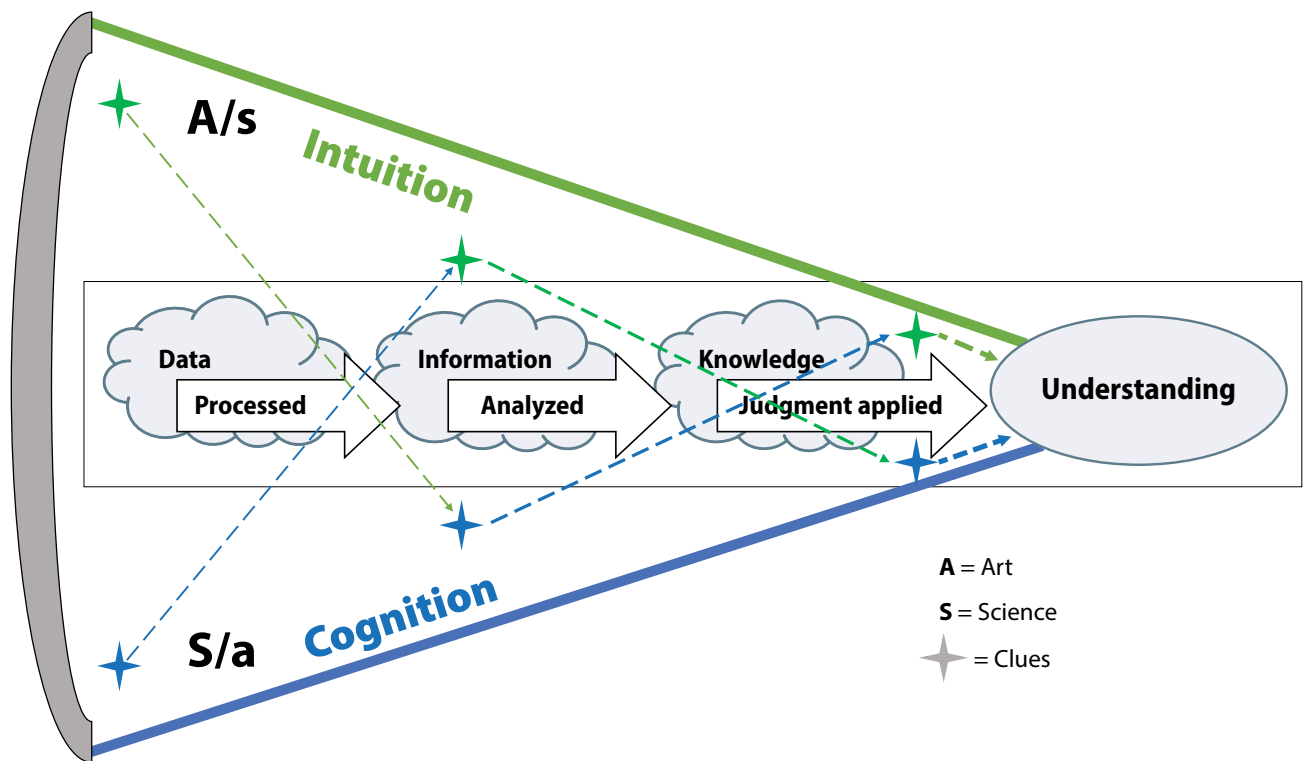 A/s
Intuition
Data
Processed
Information
Analyzed
Knowledge
Judgment applied
Understanding
S/a
Cognition
A = Art
S = Science
= Clues